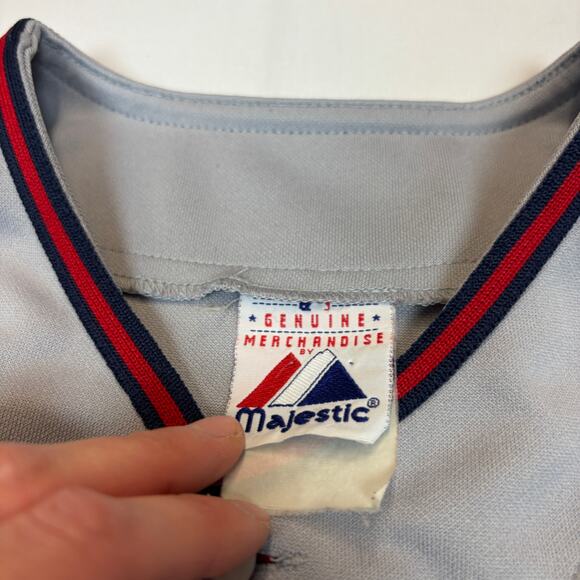 ★ GENUINE ★
MERCHANDISE
BY
Majestic®